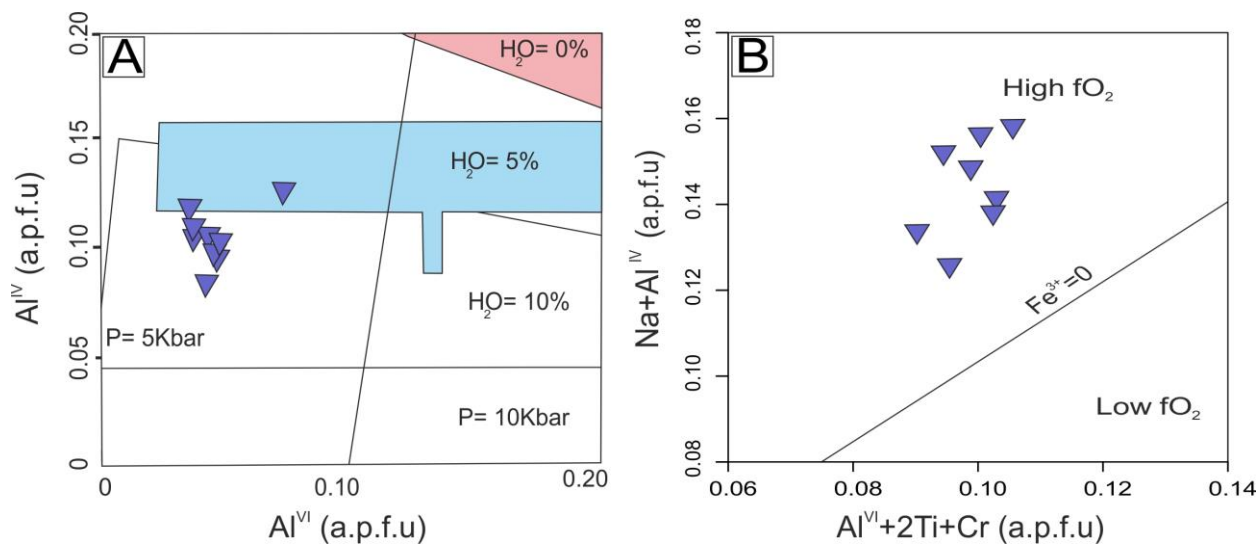 A
0.20
0.15
0.10
0.05
0
Al^IV (a.p.f.u)
H₂O= 0%
H₂O= 5%
H₂O= 10%
P= 5Kbar
P= 10Kbar
0
0.10
0.20
Al^VI (a.p.f.u)
B
0.18
0.16
0.14
0.12
0.10
0.08
Na+Al^IV (a.p.f.u)
High fO₂
Fe³⁺=0
Low fO₂
0.06
0.08
0.10
0.12
0.14
Al^VI+2Ti+Cr (a.p.f.u)